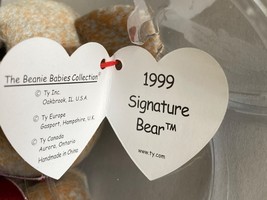 The Beanie Babies Collection®
© Ty Inc.
Oakbrook, IL. U.S.A
© Ty Europe
Gasport, Hampshire, U.K.
© Ty Canada
Aurora, Ontario
Handmade in China
1999
Signature
Bear™
www.Ty.com